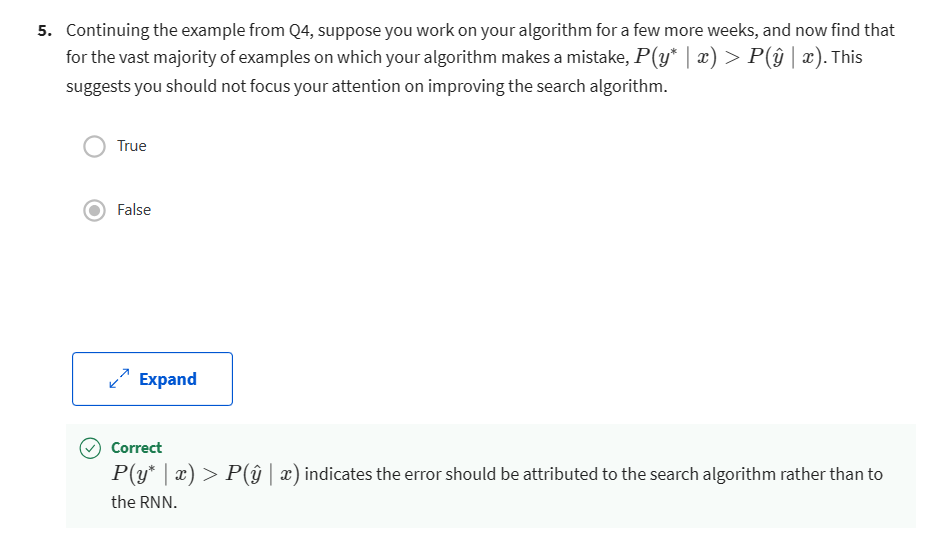 5. Continuing the example from Q4, suppose you work on your algorithm for a few more weeks, and now find that
for the vast majority of examples on which your algorithm makes a mistake, P(y* | x) > P(ŷ | x). This
suggests you should not focus your attention on improving the search algorithm.
True
False
Expand
Correct
P(y* | x) > P(ŷ | x) indicates the error should be attributed to the search algorithm rather than to
the RNN.